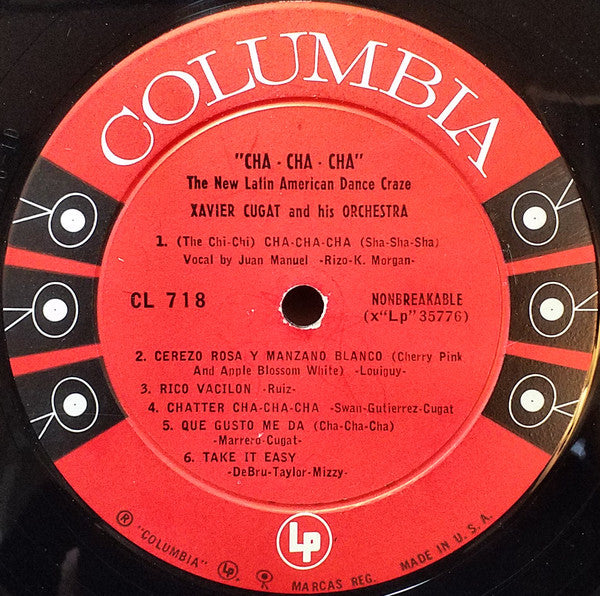 COLUMBIA
"CHA - CHA - CHA"
The New Latin American Dance Craze
XAVIER CUGAT and his ORCHESTRA
1. (The Chi-Chi) CHA-CHA-CHA (Sha-Sha-Sha)
Vocal by Juan Manuel -Rizo-K. Morgan-
CL 718
NONBREAKABLE
(x"Lp"35776)
2. CEREZO ROSA Y MANZANO BLANCO (Cherry Pink
And Apple Blossom White) -Louiguy-
3. RICO VACILON -Ruiz-
4. CHATTER CHA-CHA-CHA -Swan-Gutierrez-Cugat
5. QUE GUSTO ME DA (Cha-Cha-Cha)
-Marrero-Cugat-
6. TAKE IT EASY
-DeBru-Taylor-Mizzy-
Lp
® "COLUMBIA" MARCAS REG. MADE IN U. S. A.